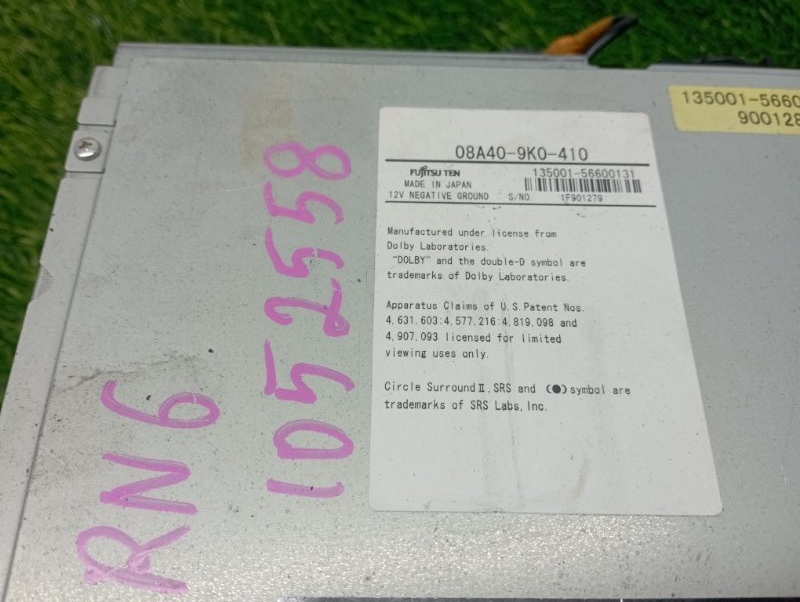 08A40-9K0-410
FUJITSU TEN
135001-56600131
MADE IN JAPAN
12V NEGATIVE GROUND S/NO 1F901279
Manufactured under license from
Dolby Laboratories.
"DOLBY" and the double-D symbol are
trademarks of Dolby Laboratories.
Apparatus Claims of U.S. Patent Nos.
4,631,603:4,577,216:4,819,098 and
4,907,093 licensed for limited
viewing uses only.
Circle Surround Ⅱ, SRS and (●) symbol are
trademarks of SRS Labs, Inc.
135001-5660
900128
RN6
1052558